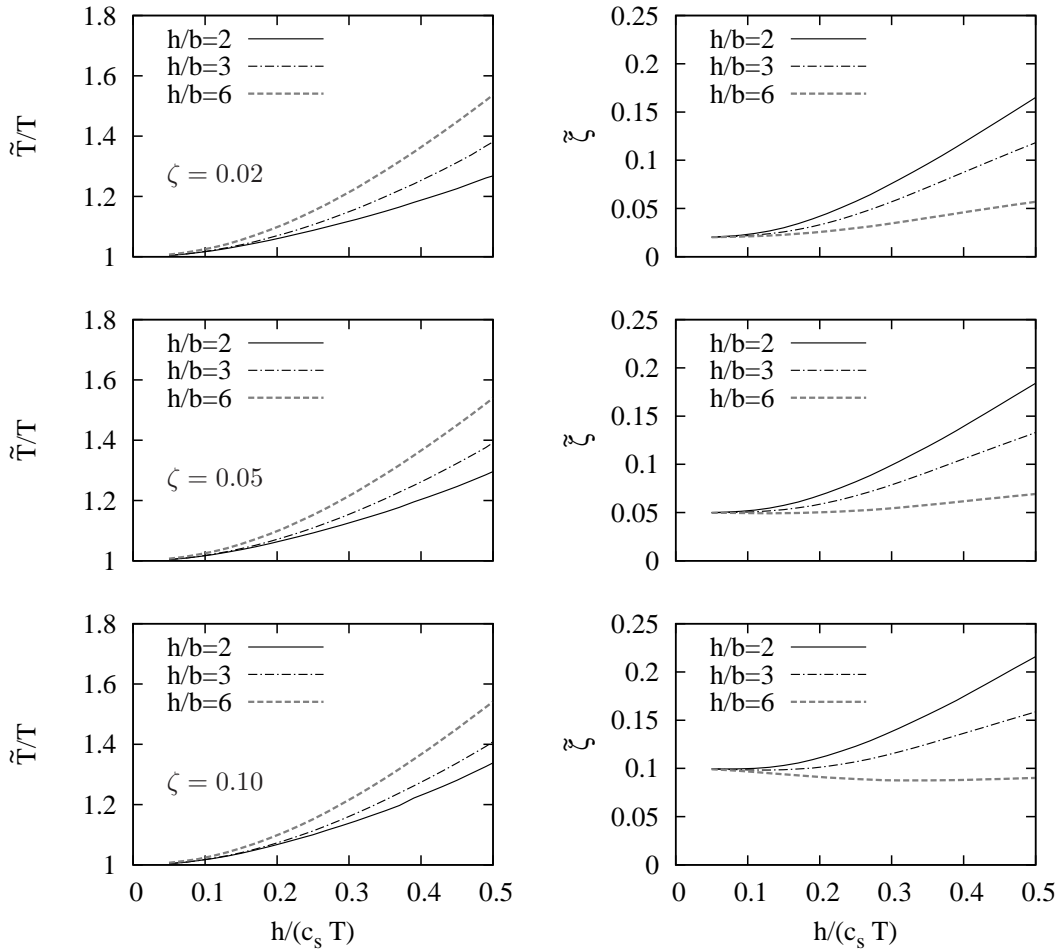 1.8
1.6
1.4
1.2
1
T̃/T
h/b=2
h/b=3
h/b=6
ζ = 0.02
0.25
0.2
0.15
0.1
0.05
0
ζ̃
h/b=2
h/b=3
h/b=6
1.8
1.6
1.4
1.2
1
T̃/T
h/b=2
h/b=3
h/b=6
ζ = 0.05
0.25
0.2
0.15
0.1
0.05
0
ζ̃
h/b=2
h/b=3
h/b=6
1.8
1.6
1.4
1.2
1
T̃/T
h/b=2
h/b=3
h/b=6
ζ = 0.10
0 0.1 0.2 0.3 0.4 0.5
h/(c_s T)
0.25
0.2
0.15
0.1
0.05
0
ζ̃
h/b=2
h/b=3
h/b=6
0 0.1 0.2 0.3 0.4 0.5
h/(c_s T)